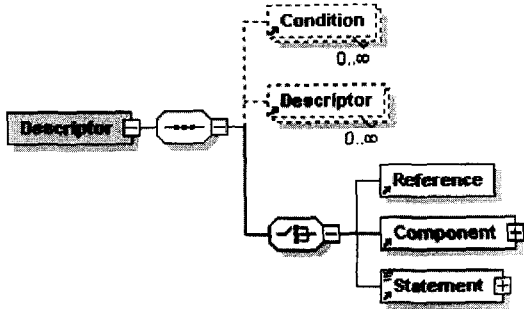 Condition
0..∞
Descriptor
0..∞
Descriptor
Reference
Component
Statement